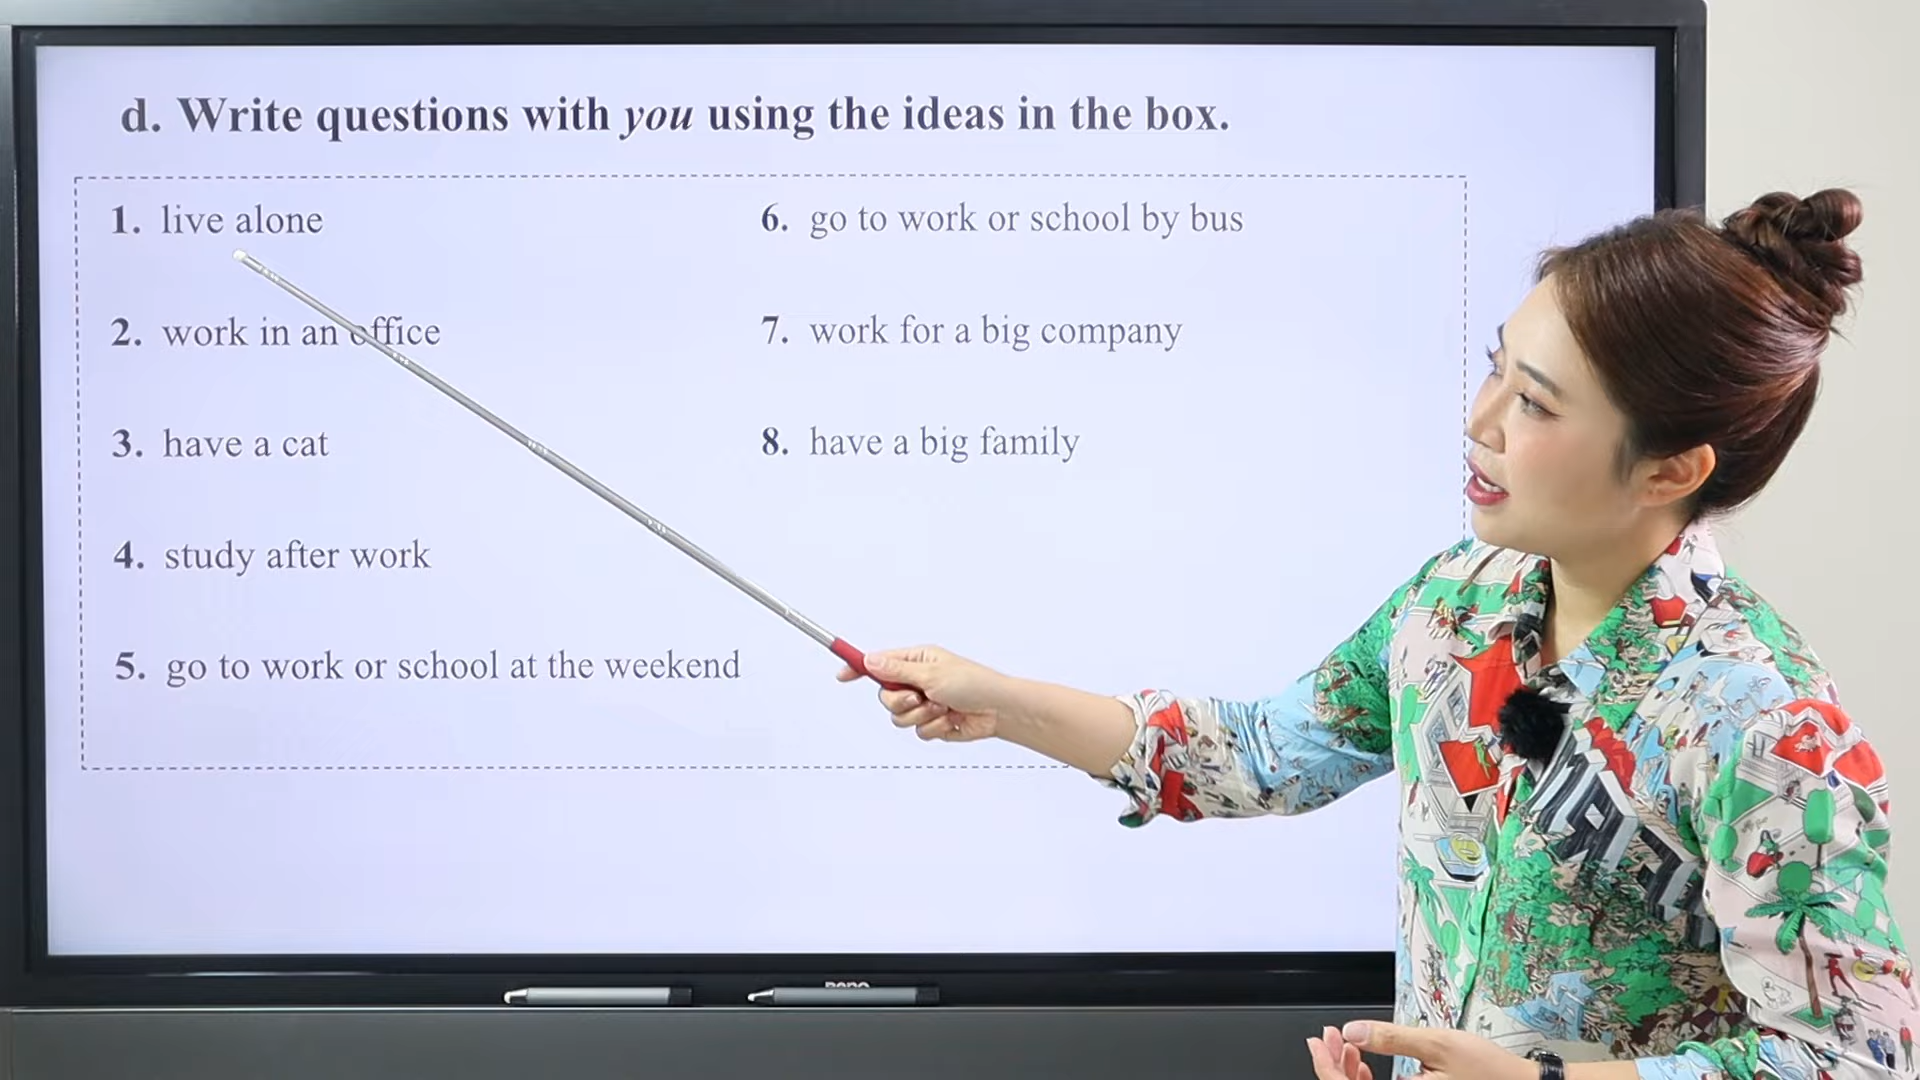 d. Write questions with you using the ideas in the box.
1. live alone
2. work in an office
3. have a cat
4. study after work
5. go to work or school at the weekend
6. go to work or school by bus
7. work for a big company
8. have a big family